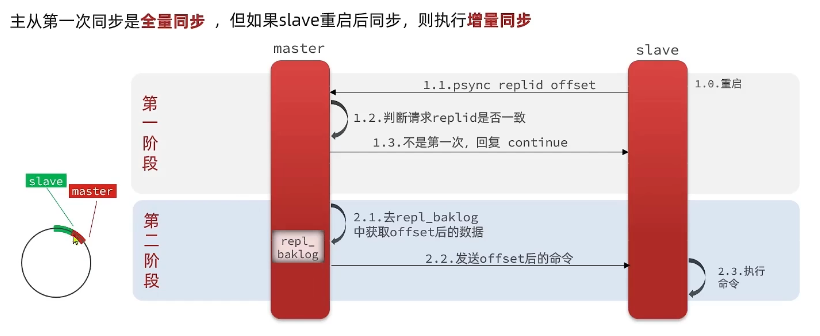 主从第一次同步是全量同步，但如果slave重启后同步，则执行增量同步
master
slave
第一阶段
1.0.重启
1.1.psync replid offset
1.2.判断请求replid是否一致
1.3.不是第一次，回复 continue
slave
master
第二阶段
2.1.去repl_baklog
中获取offset后的数据
repl_
baklog
2.2.发送offset后的命令
2.3.执行
命令